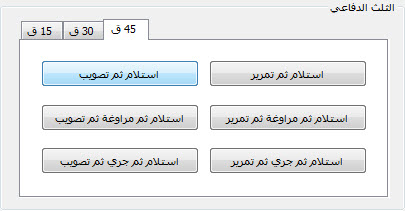 الثلث الدفاعي
45 ق 30 ق 15 ق
استلام ثم تمرير استلام ثم تصويب
استلام ثم مراوغة ثم تمرير استلام ثم مراوغة ثم تصويب
استلام ثم جري ثم تمرير استلام ثم جري ثم تصويب